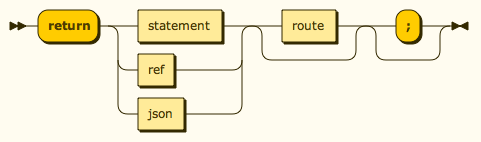 return statement route ;
ref
json